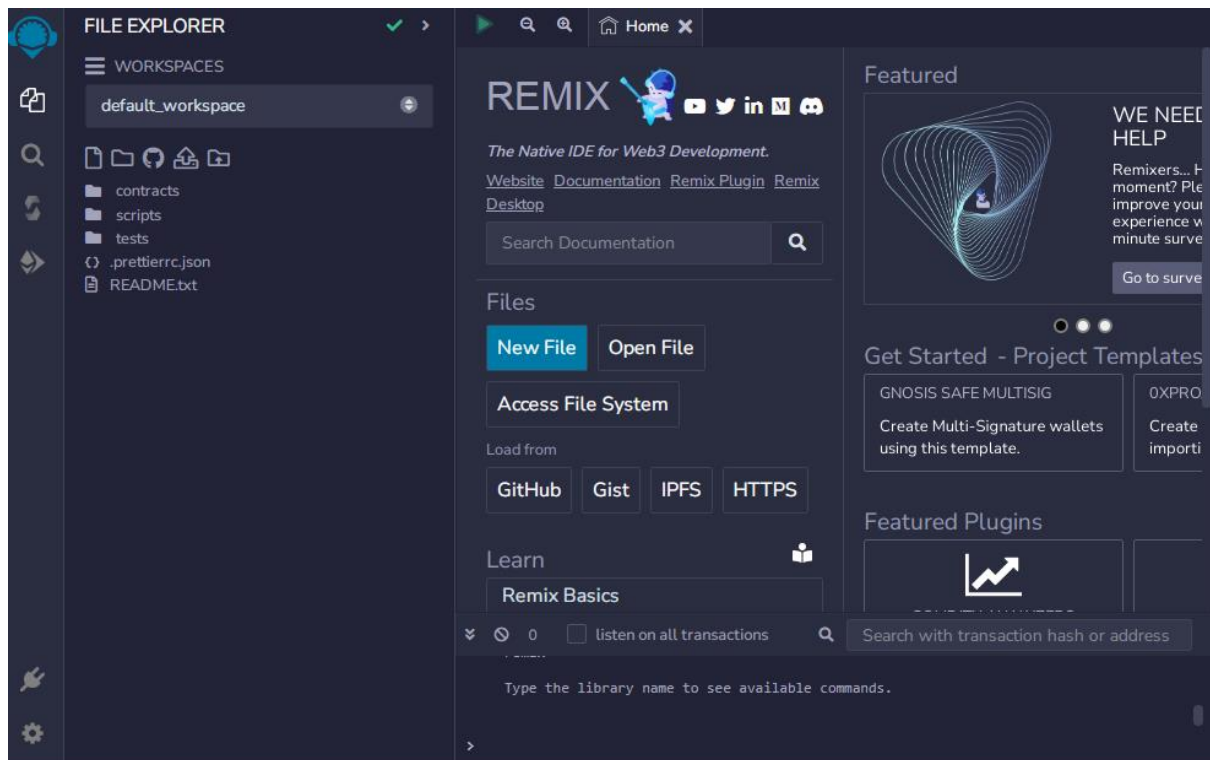 FILE EXPLORER
WORKSPACES
default_workspace
contracts
scripts
tests
.prettierrc.json
README.txt
Home
REMIX
The Native IDE for Web3 Development.
Website Documentation Remix Plugin Remix
Desktop
Search Documentation
Files
New File Open File
Access File System
Load from
GitHub Gist IPFS HTTPS
Learn
Remix Basics
Featured
WE NEED
HELP
Remixers...
moment?
improve your
experience
minute
Go to
Get Started - Project Templates
GNOSIS SAFE MULTISIG
Create Multi-Signature wallets
using this template.
0XPRO
Create
importi
Featured Plugins
0 listen on all transactions Search with transaction hash or address
Type the library name to see available commands.
>